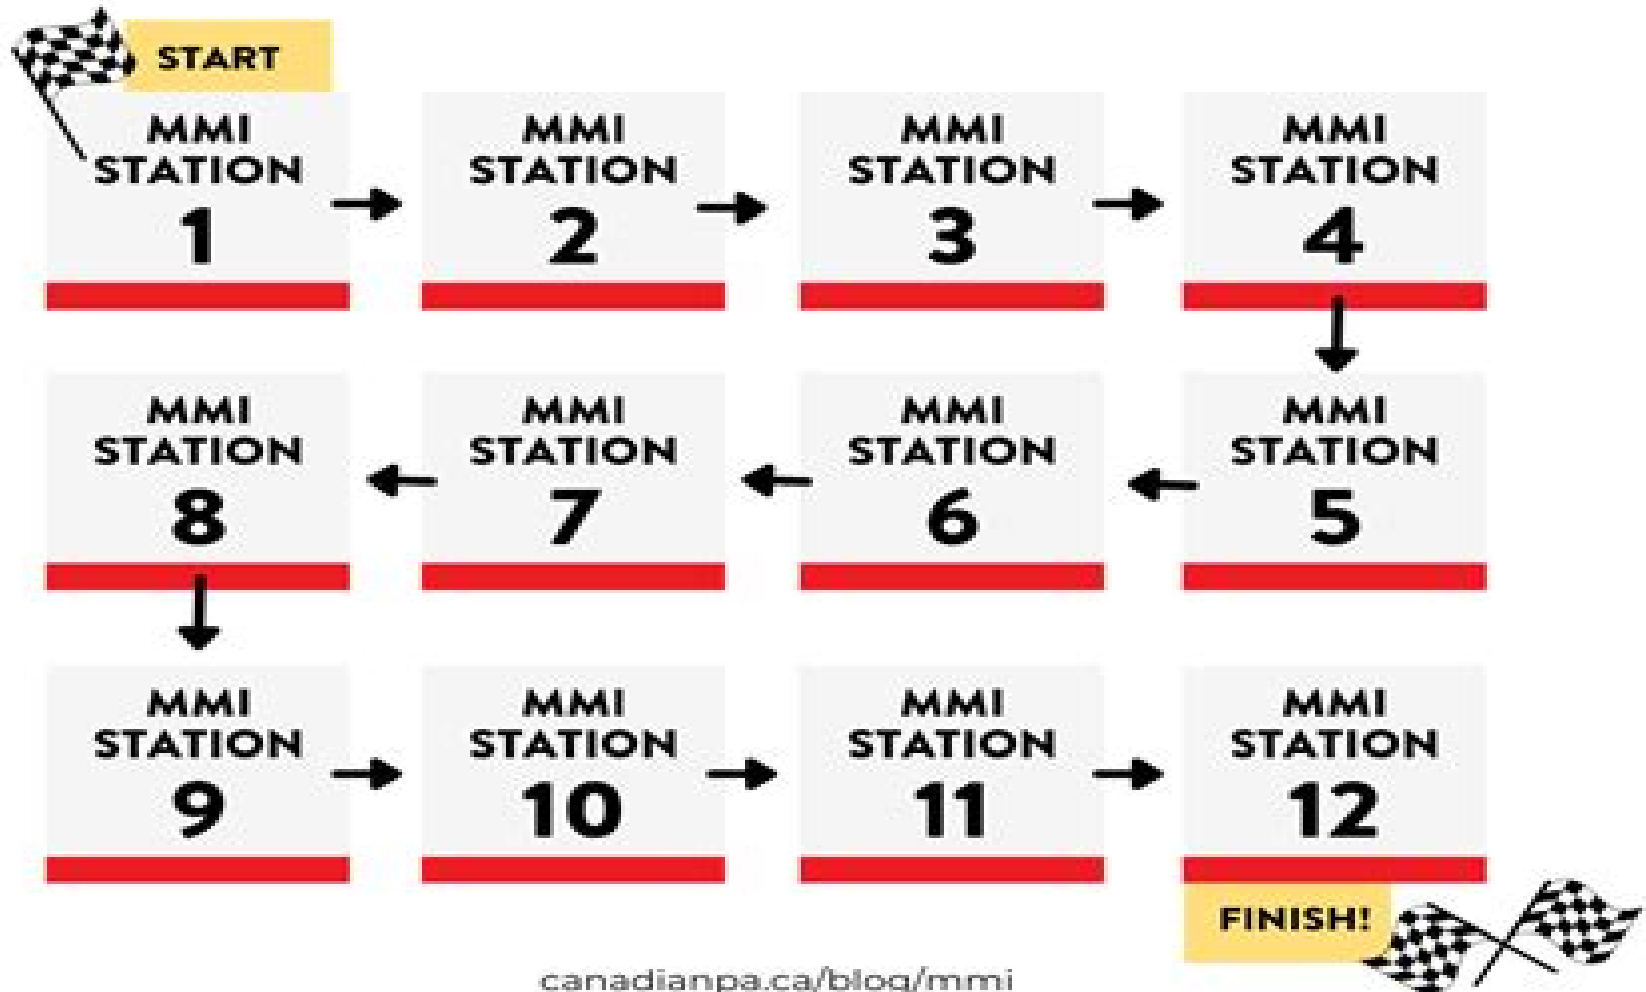 START
MMI
STATION
1
MMI
STATION
2
MMI
STATION
3
MMI
STATION
4
MMI
STATION
5
MMI
STATION
6
MMI
STATION
7
MMI
STATION
8
MMI
STATION
9
MMI
STATION
10
MMI
STATION
11
MMI
STATION
12
FINISH!
canadianpa.ca/blog/mmi